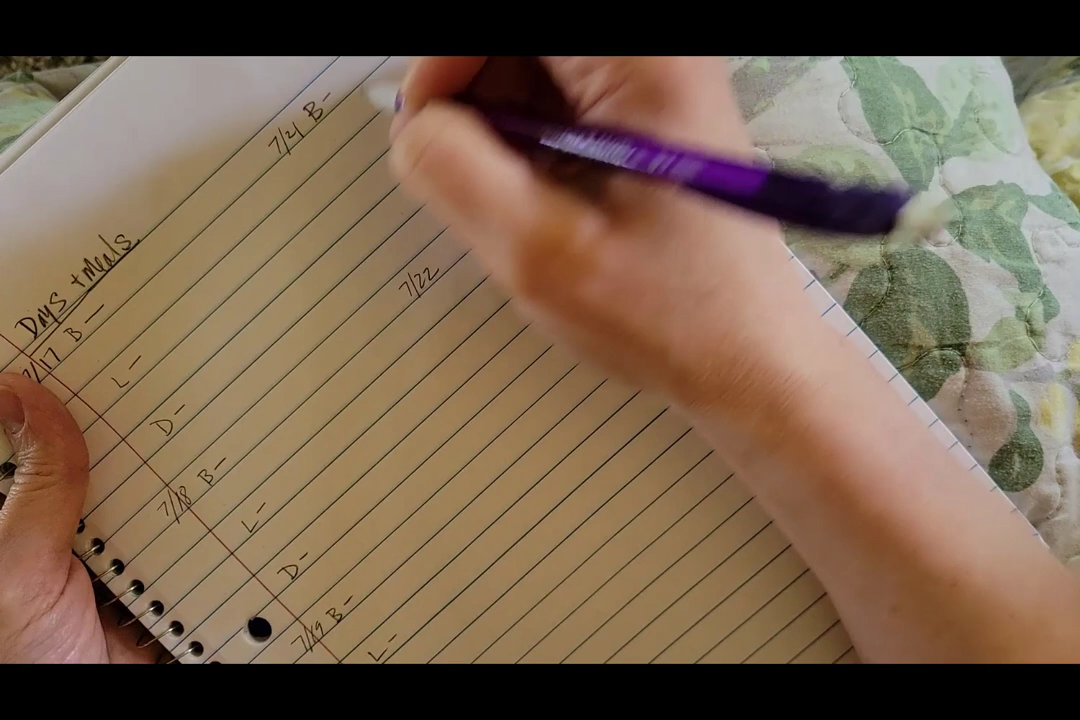 Days + Meals
7/17 B -
L -
D -
7/18 B -
L -
D -
7/19 B -
L -
7/21 B -
7/22